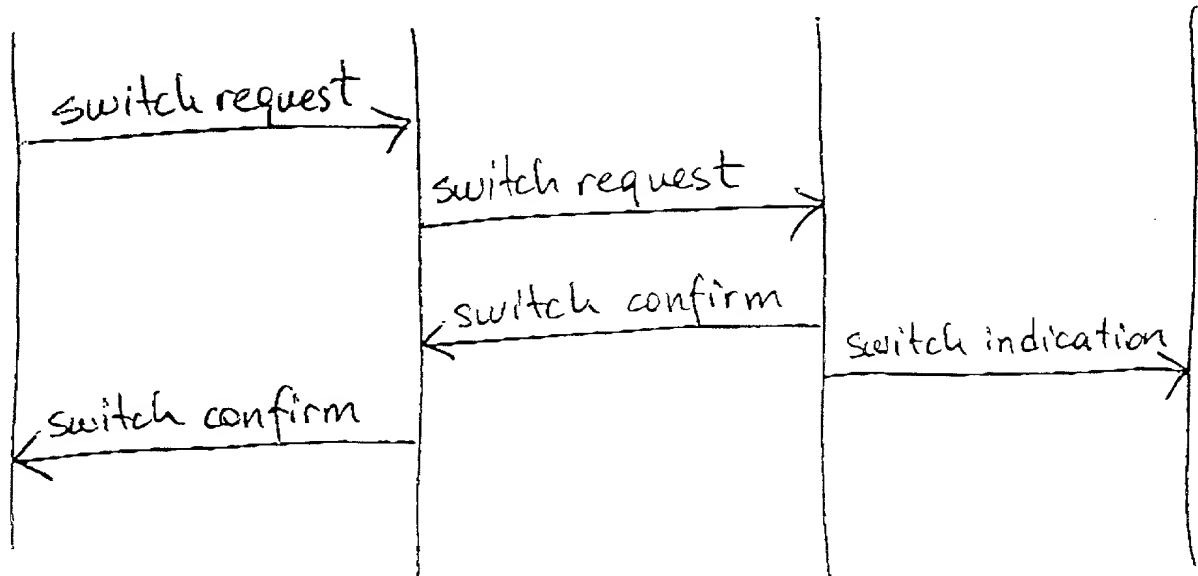 switch request
switch request
switch confirm
switch indication
switch confirm